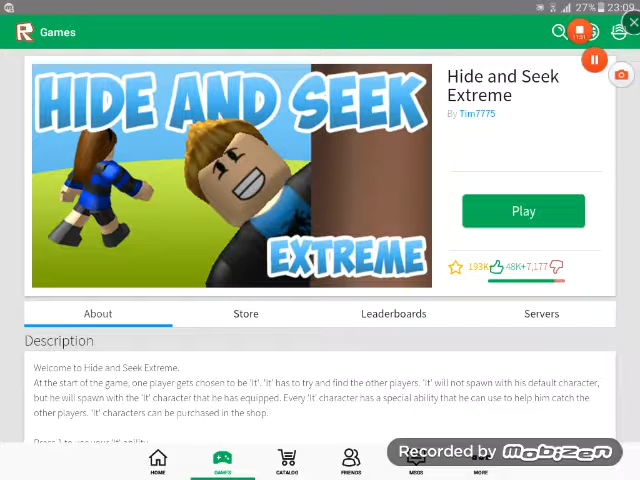 27% 23:09
Games
11:21
HIDE AND SEEK
EXTREME
Hide and Seek
Extreme
By Tim7775
Play
193K 48K+ 7,177
About Store Leaderboards Servers
Description
Welcome to Hide and Seek Extreme.
At the start of the game, one player gets chosen to be 'It'. 'It' has to try and find the other players. 'It' will not spawn with his default character,
but he will spawn with the 'It' character that he has equipped. Every 'It' character has a special ability that he can use to help him catch the
other players. 'It' characters can be purchased in the shop.
Recorded by mobizen
HOME GAMES CATALOG FRIENDS MSGS MORE